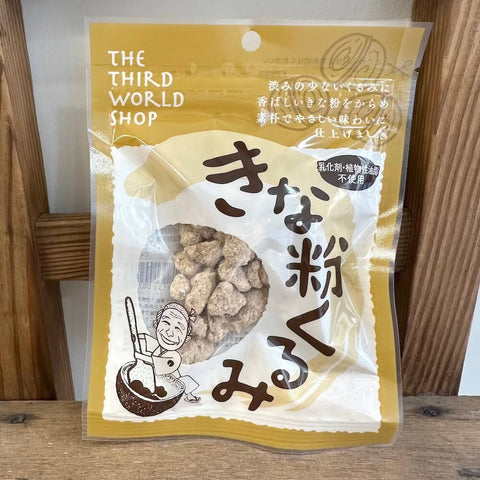 THE
THIRD
WORLD
SHOP
渋みの少ないくるみに
香ばしいきな粉をからめ
素朴でやさしい味わいに
仕上げました
乳化剤・植物性油脂
不使用
きな粉くるみ